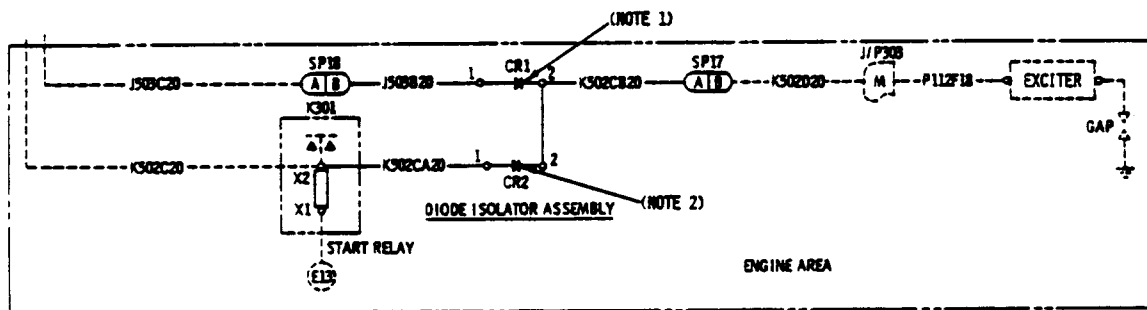 (NOTE 1)
J/P303
SP18
CR1
SP17
J503C20
A B
J503B20
1
2
K502CB20
A B
K502D20
M
P112F18
EXCITER
K301
GAP
K502C20
X2
K502CA20
1
2
CR2
X1
DIODE ISOLATOR ASSEMBLY
(NOTE 2)
START RELAY
E13
ENGINE AREA